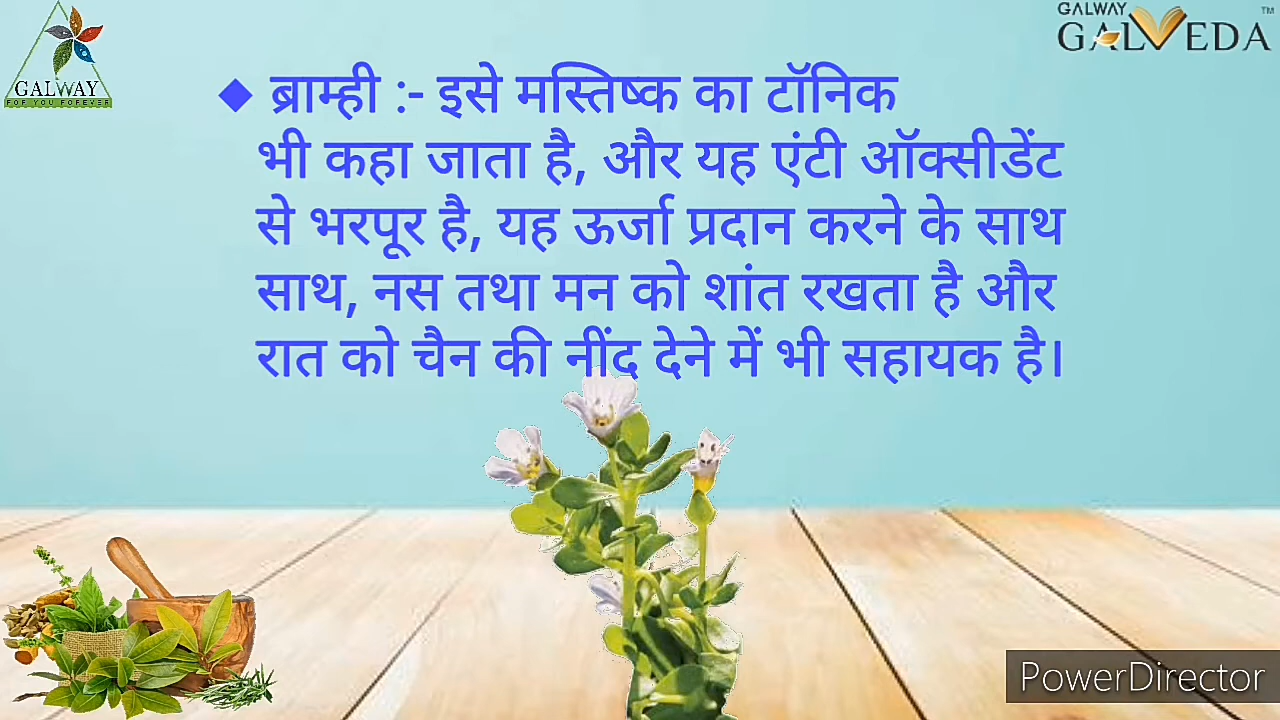 GALWAY
FOR YOU FOREVER
GALWAY
GALVEDA
TM
◆ ब्राम्ही :- इसे मस्तिष्क का टॉनिक
भी कहा जाता है, और यह एंटी ऑक्सीडेंट
से भरपूर है, यह ऊर्जा प्रदान करने के साथ
साथ, नस तथा मन को शांत रखता है और
रात को चैन की नींद देने में भी सहायक है।
PowerDirector